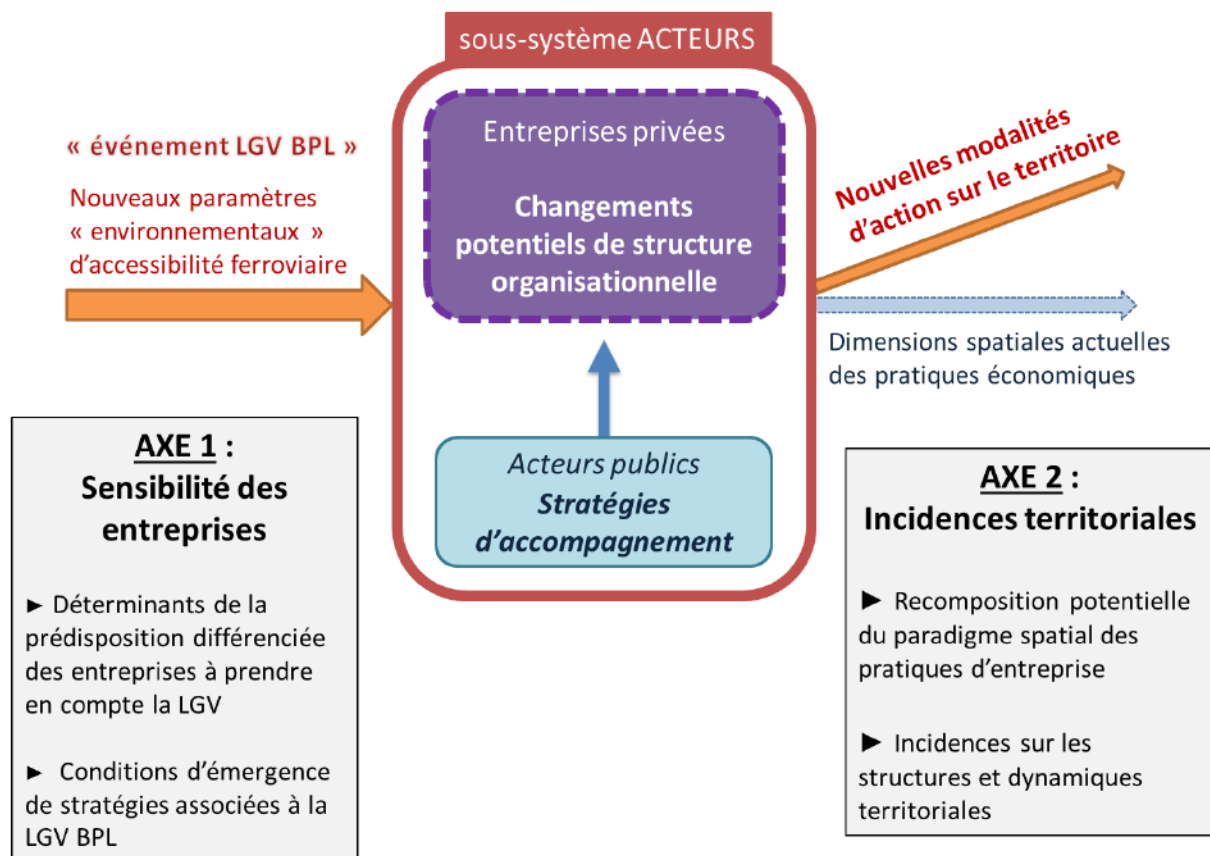 sous-système ACTEURS
« événement LGV BPL »
Nouveaux paramètres
« environnementaux »
d'accessibilité ferroviaire
Entreprises privées
Changements
potentiels de structure
organisationnelle
Acteurs publics
Stratégies
d'accompagnement
Nouvelles modalités
d'action sur le territoire
Dimensions spatiales actuelles
des pratiques économiques
AXE 1 :
Sensibilité des
entreprises
► Déterminants de la
prédisposition différenciée
des entreprises à prendre
en compte la LGV
► Conditions d'émergence
de stratégies associées à la
LGV BPL
AXE 2 :
Incidences territoriales
► Recomposition potentielle
du paradigme spatial des
pratiques d'entreprise
► Incidences sur les
structures et dynamiques
territoriales